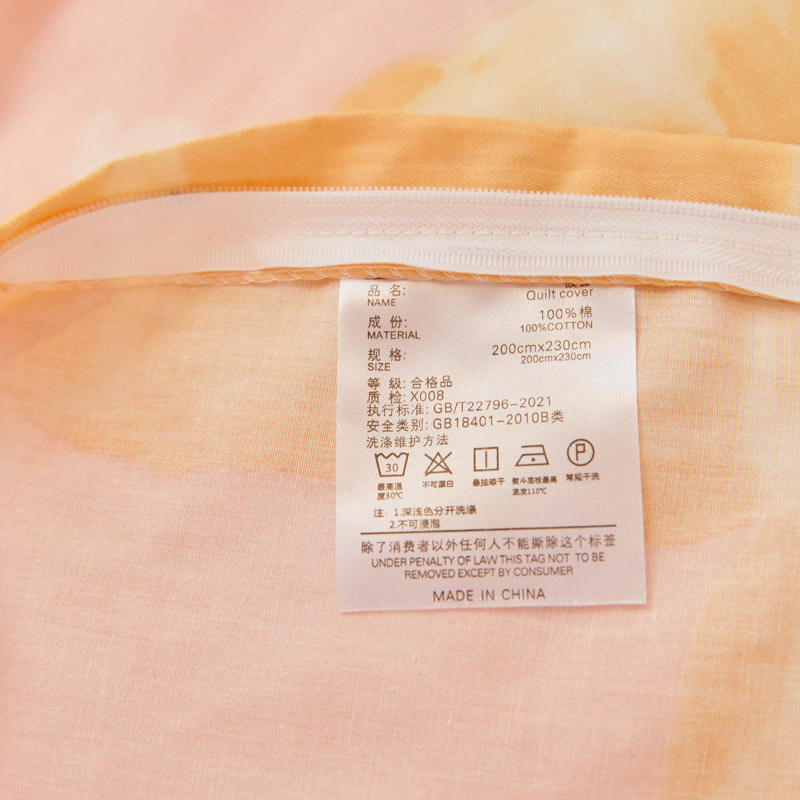 品 名:
NAME
Quilt cover
成 份:
100%棉
MATERIAL
100%COTTON
规 格:
200cmx230cm
SIZE
200cmx230cm
等 级:合格品
质 检:X008
执行标准:GB/T22796-2021
安全类别:GB18401-2010B类
洗涤维护方法
30
P
最高温度30℃
不可漂白
悬挂晾干
熨斗底板最高温度110℃
常规干洗
注: 1.深浅色分开洗涤
2.不可浸泡
除了消费者以外任何人不能撕除这个标签
UNDER PENALTY OF LAW THIS TAG NOT TO BE
REMOVED EXCEPT BY CONSUMER
MADE IN CHINA